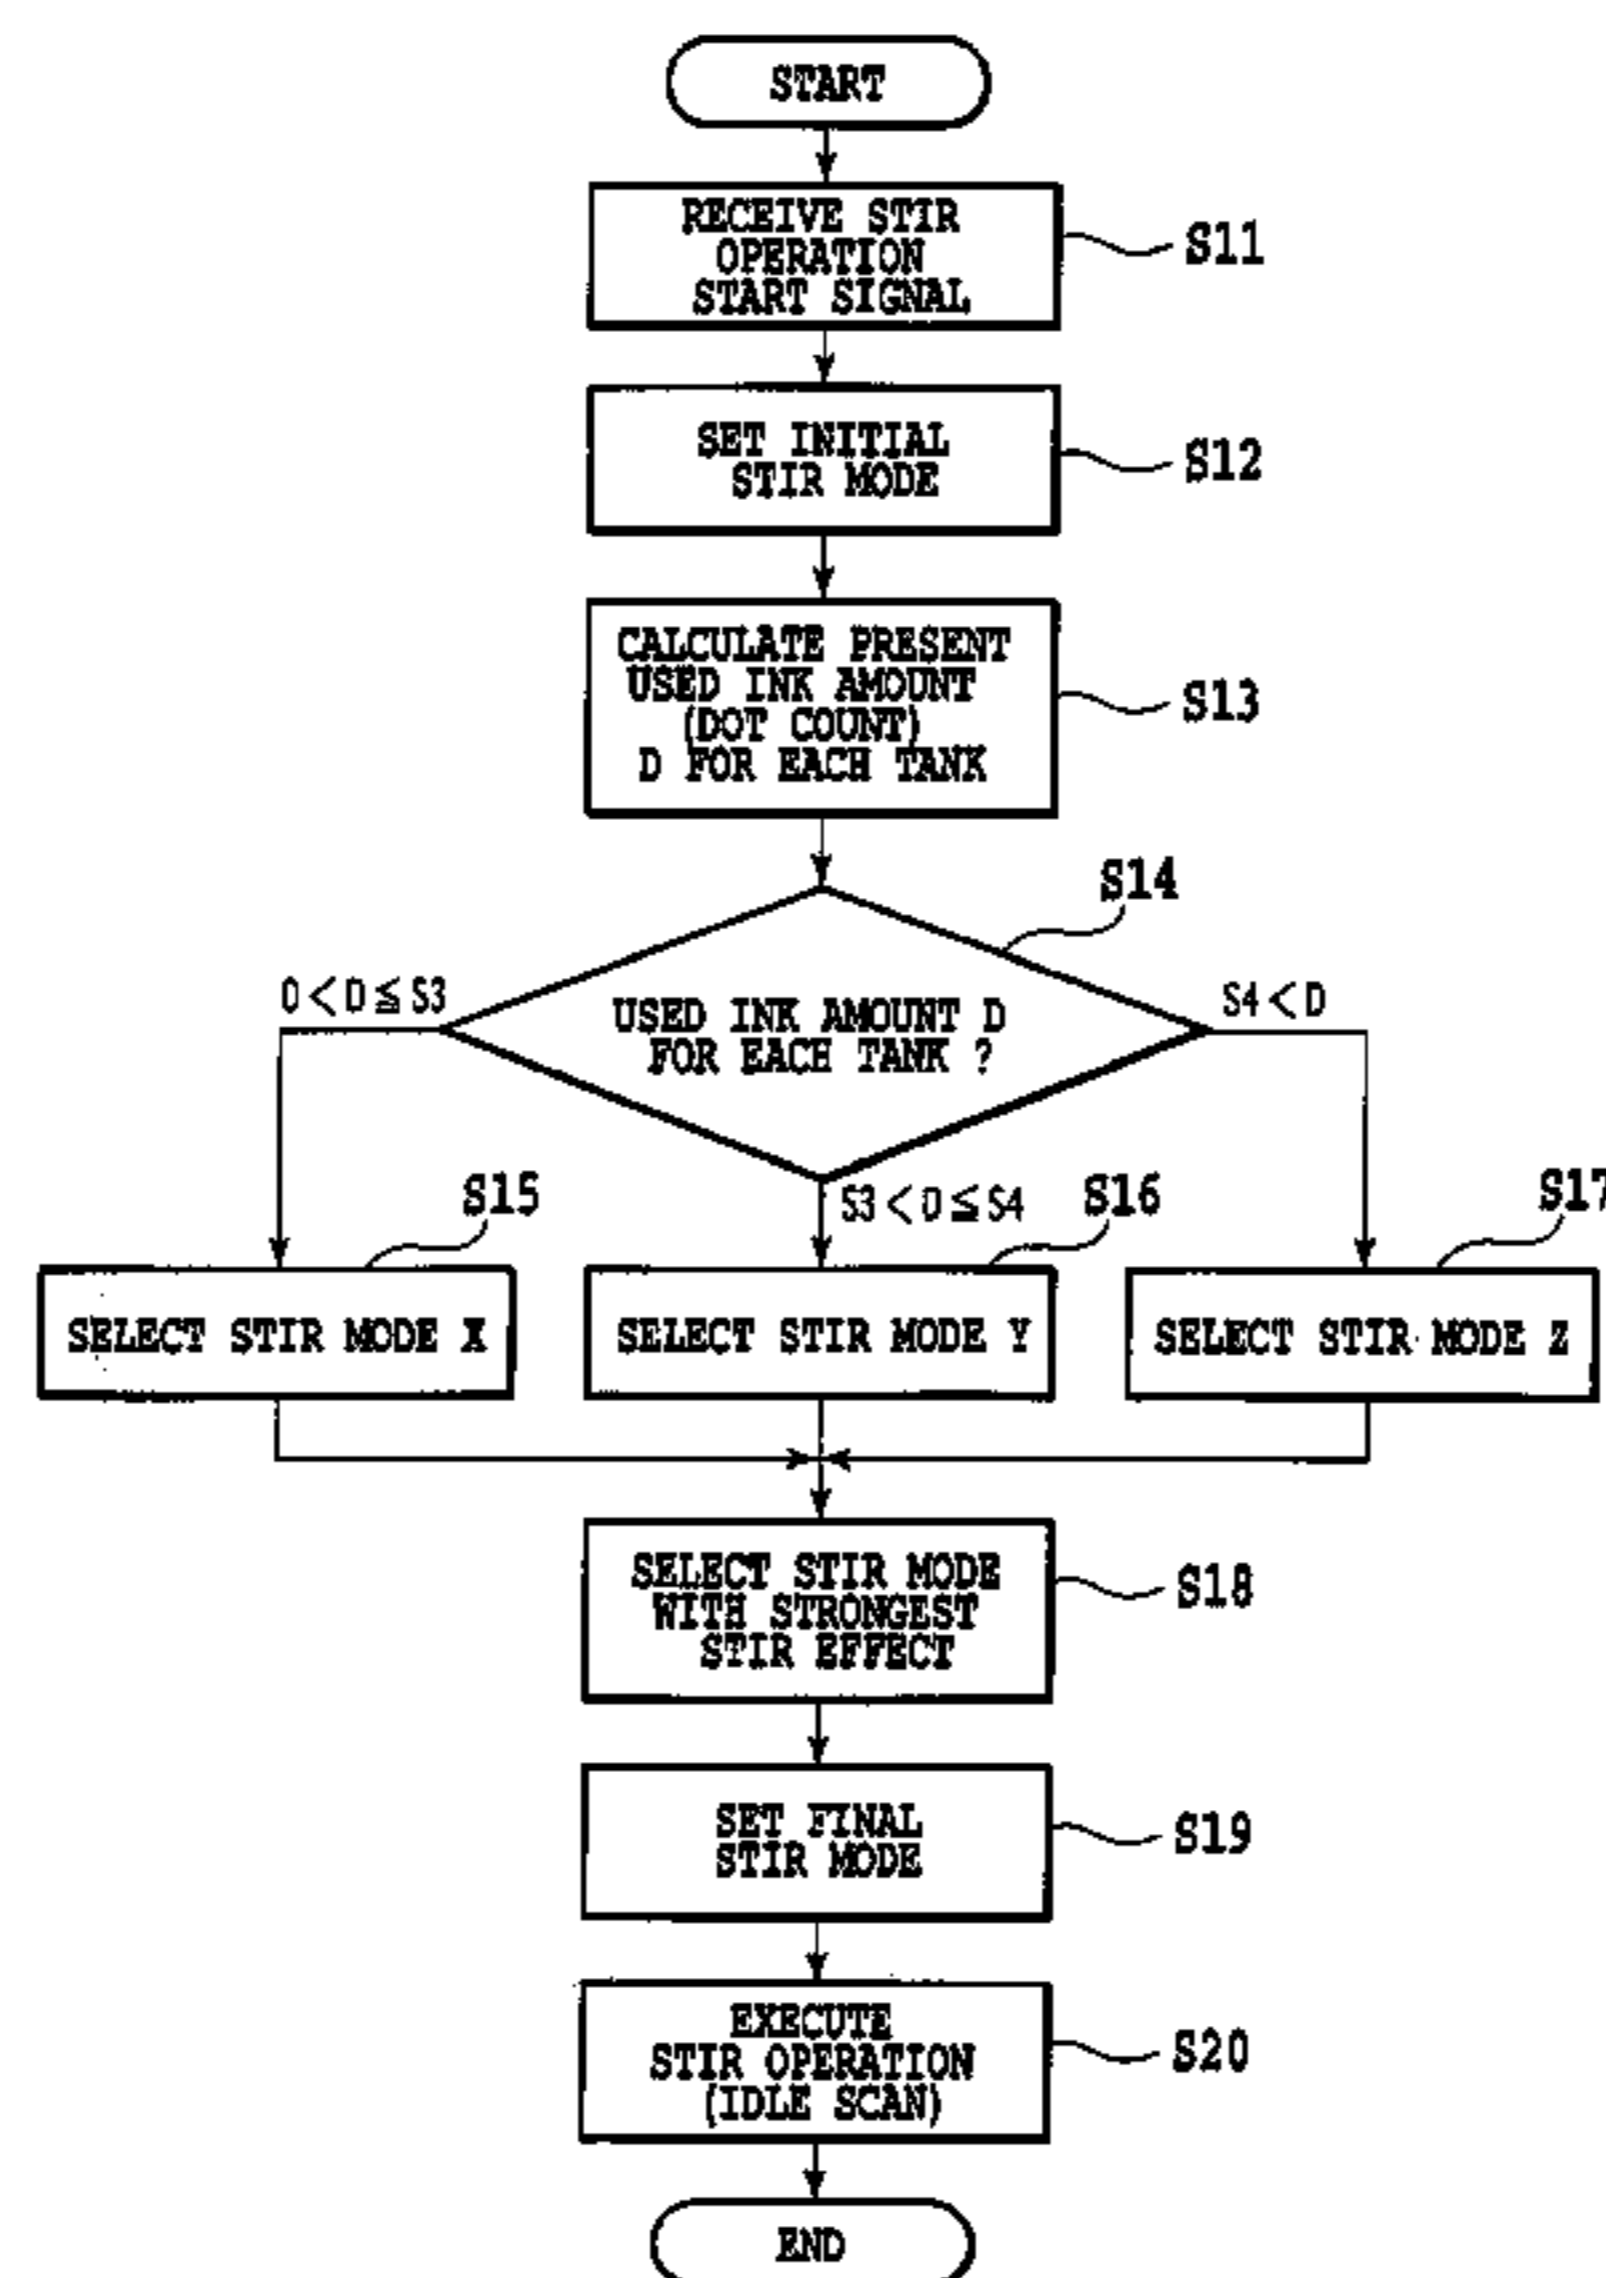 START
RECEIVE STIR
OPERATION
START SIGNAL
S11
SET INITIAL
STIR MODE
S12
CALCULATE PRESENT
USED INK AMOUNT
(DOT COUNT)
D FOR EACH TANK
S13
S14
0<D≦S3
USED INK AMOUNT D
FOR EACH TANK ?
S4<D
S15
S3<D≦S4
S16
S17
SELECT STIR MODE X
SELECT STIR MODE Y
SELECT STIR MODE Z
SELECT STIR MODE
WITH STRONGEST
STIR EFFECT
S18
SET FINAL
STIR MODE
S19
EXECUTE
STIR OPERATION
(IDLE SCAN)
S20
END